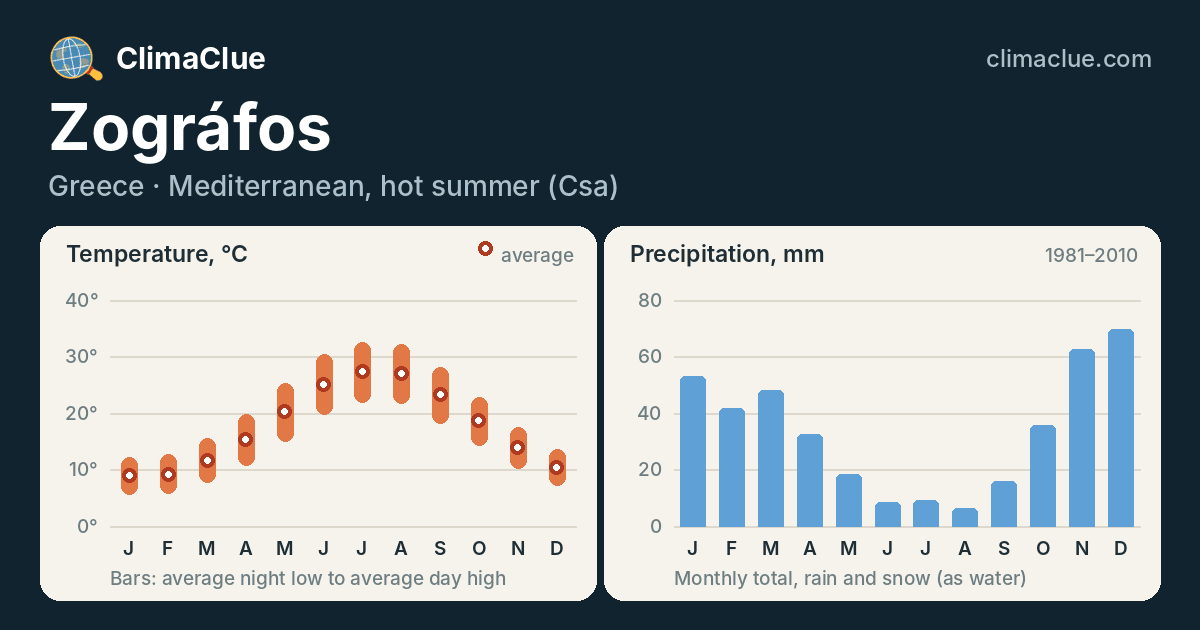 ClimaClue
climaclue.com
Zográfos
Greece · Mediterranean, hot summer (Csa)
Temperature, °C
average
40°
30°
20°
10°
0°
J F M A M J J A S O N D
Bars: average night low to average day high
Precipitation, mm
1981–2010
80
60
40
20
0
J F M A M J J A S O N D
Monthly total, rain and snow (as water)